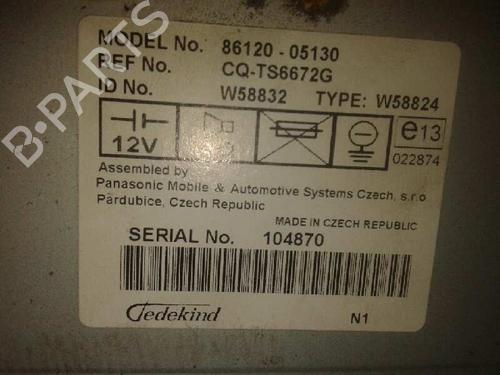 B-PARTS
MODEL No. 86120 - 05130
REF No. CQ-TS6672G
ID No. W58832 TYPE: W58824
12V
e13
022874
Assembled by
Panasonic Mobile & Automotive Systems Czech, s.r.o
Pardubice, Czech Republic
MADE IN CZECH REPUBLIC
SERIAL No. 104870
Gedekind
N1